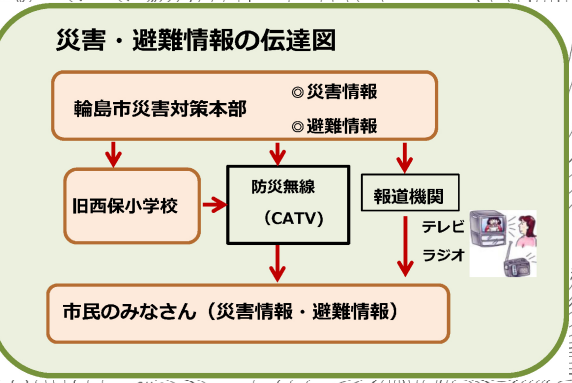 災害・避難情報の伝達図
輪島市災害対策本部
◎災害情報
◎避難情報
旧西保小学校
防災無線
（CATV）
報道機関
テレビ
ラジオ
市民のみなさん（災害情報・避難情報）